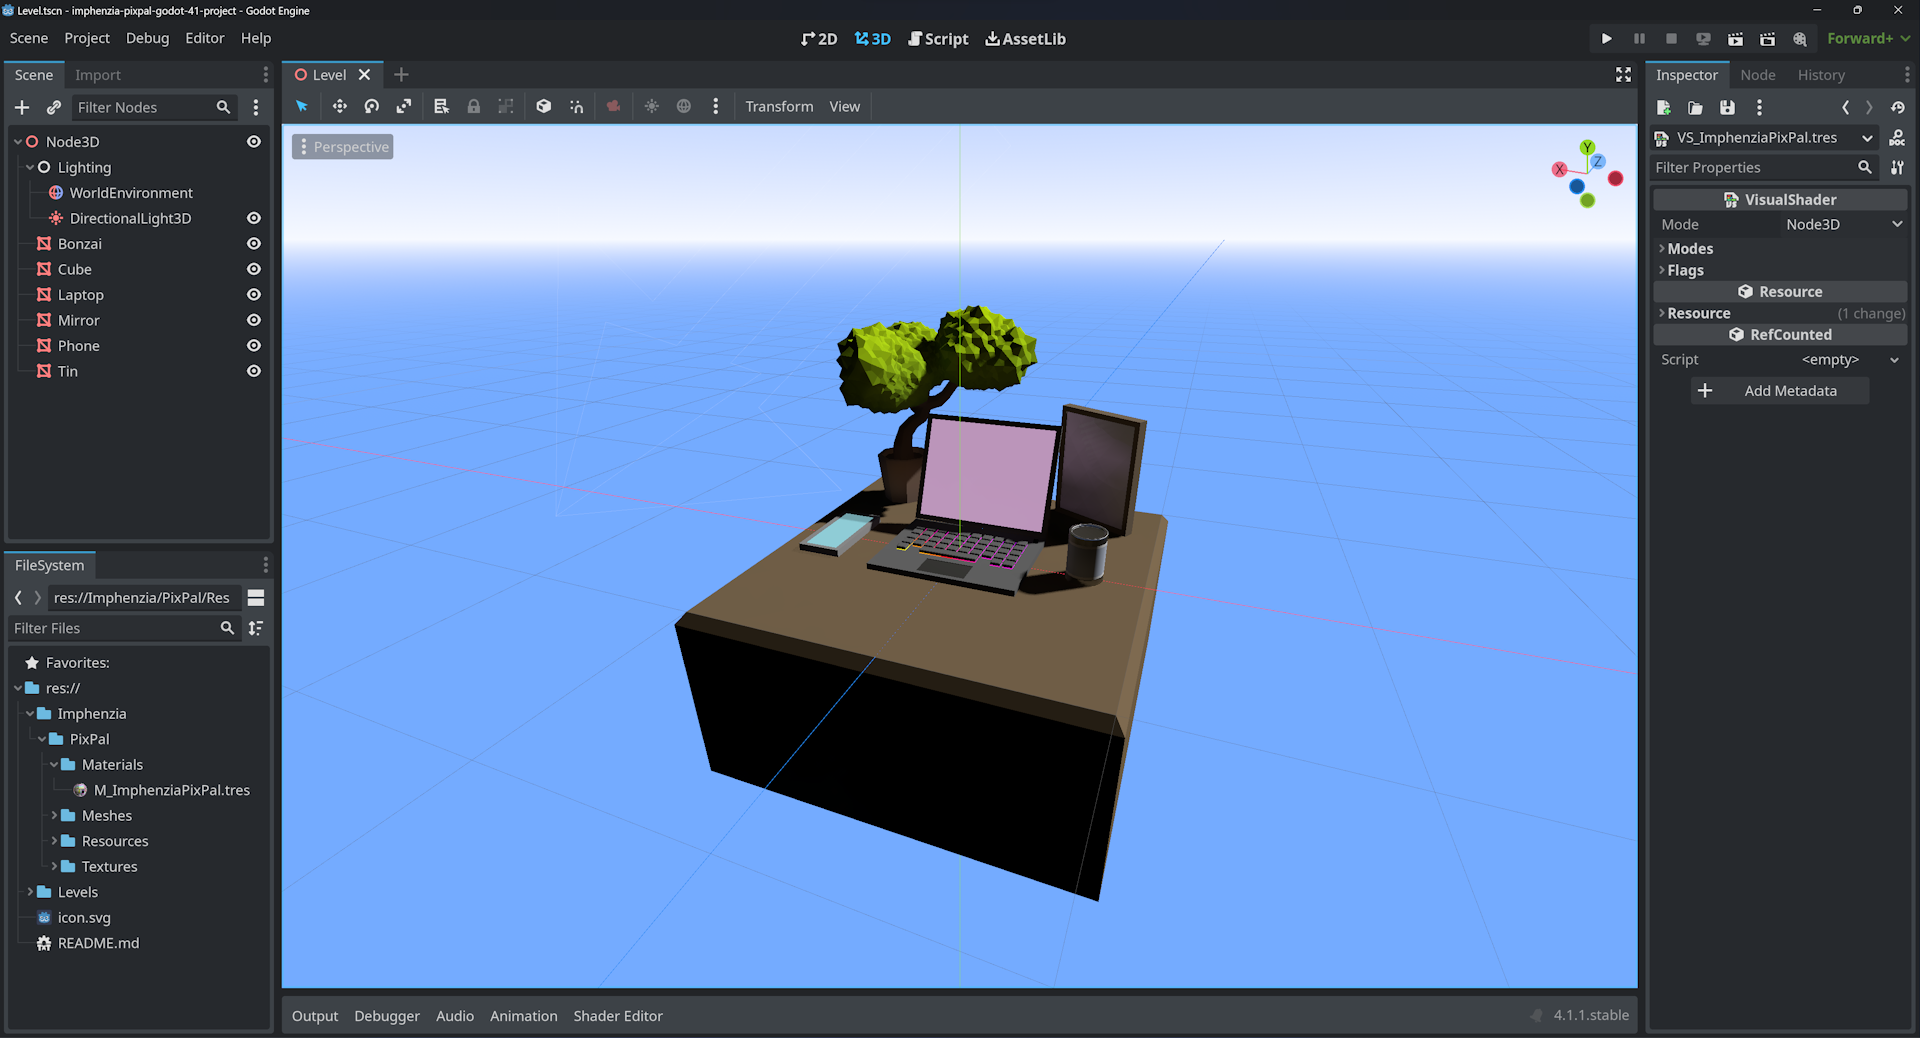 Level.tscn - imphenzia-pixpal-godot-41-project - Godot Engine
Scene Project Debug Editor Help
2D 3D Script AssetLib
Forward+
Scene Import
Filter Nodes
Node3D
Lighting
WorldEnvironment
DirectionalLight3D
Bonzai
Cube
Laptop
Mirror
Phone
Tin
FileSystem
res://Imphenzia/PixPal/Res
Filter Files
Favorites:
res://
Imphenzia
PixPal
Materials
M_ImphenziaPixPal.tres
Meshes
Resources
Textures
Levels
icon.svg
README.md
Level
Transform View
Perspective
X Y Z
Output Debugger Audio Animation Shader Editor
4.1.1.stable
Inspector Node History
VS_ImphenziaPixPal.tres
DOC
Filter Properties
VisualShader
Mode Node3D
Modes
Flags
Resource
Resource (1 change)
RefCounted
Script <empty>
Add Metadata